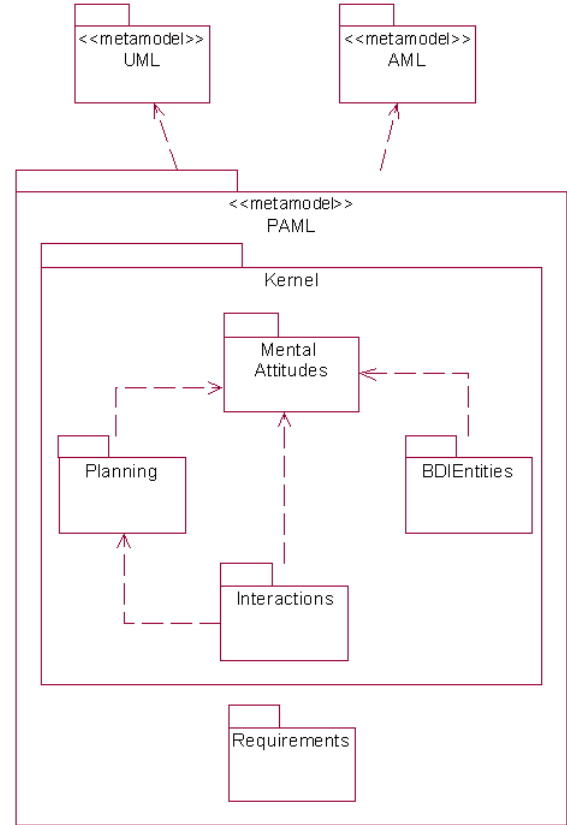 <<metamodel>>
UML
<<metamodel>>
AML
<<metamodel>>
PAML
Kernel
Mental
Attitudes
Planning
BDIEntities
Interactions
Requirements